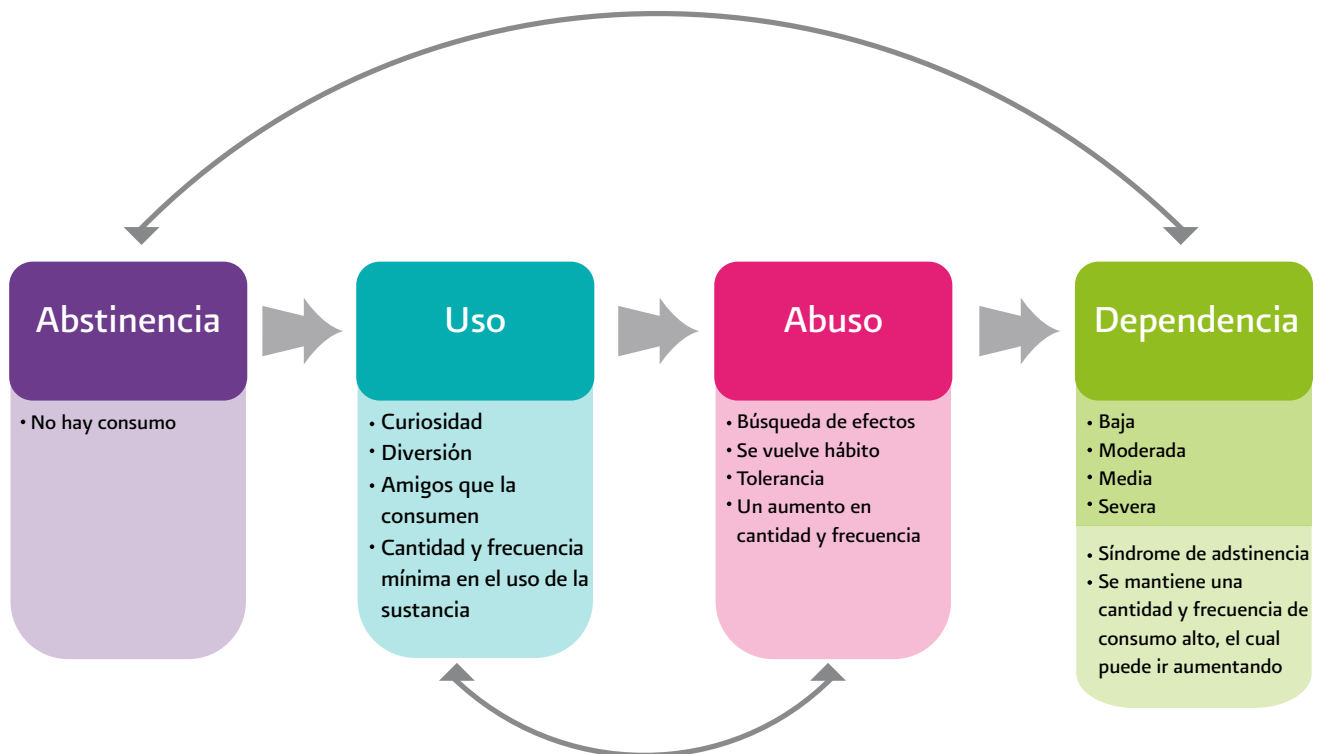 Abstinencia
• No hay consumo
Uso
• Curiosidad
• Diversión
• Amigos que la
consumen
• Cantidad y frecuencia
mínima en el uso de la
sustancia
Abuso
• Búsqueda de efectos
• Se vuelve hábito
• Tolerancia
• Un aumento en
cantidad y frecuencia
Dependencia
• Baja
• Moderada
• Media
• Severa
• Síndrome de adstinencia
• Se mantiene una
cantidad y frecuencia de
consumo alto, el cual
puede ir aumentando